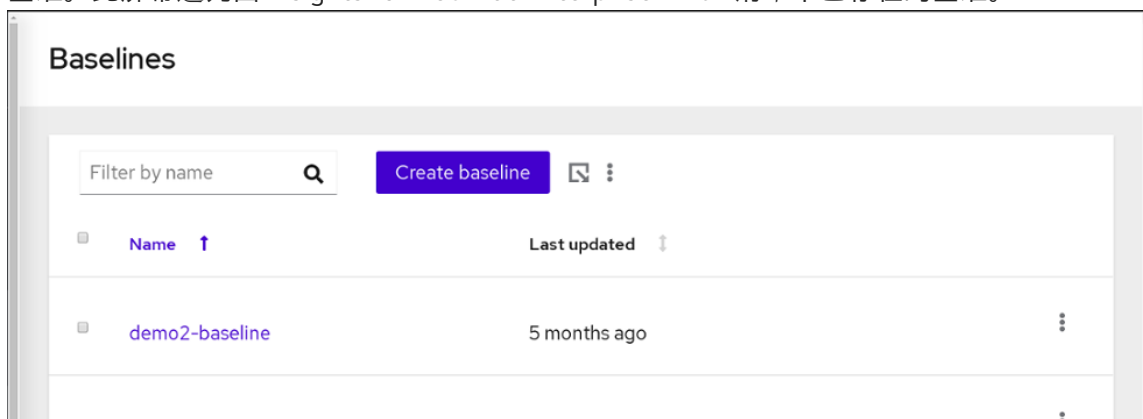 Baselines
Filter by name
Create baseline
Name
Last updated
demo2-baseline
5 months ago